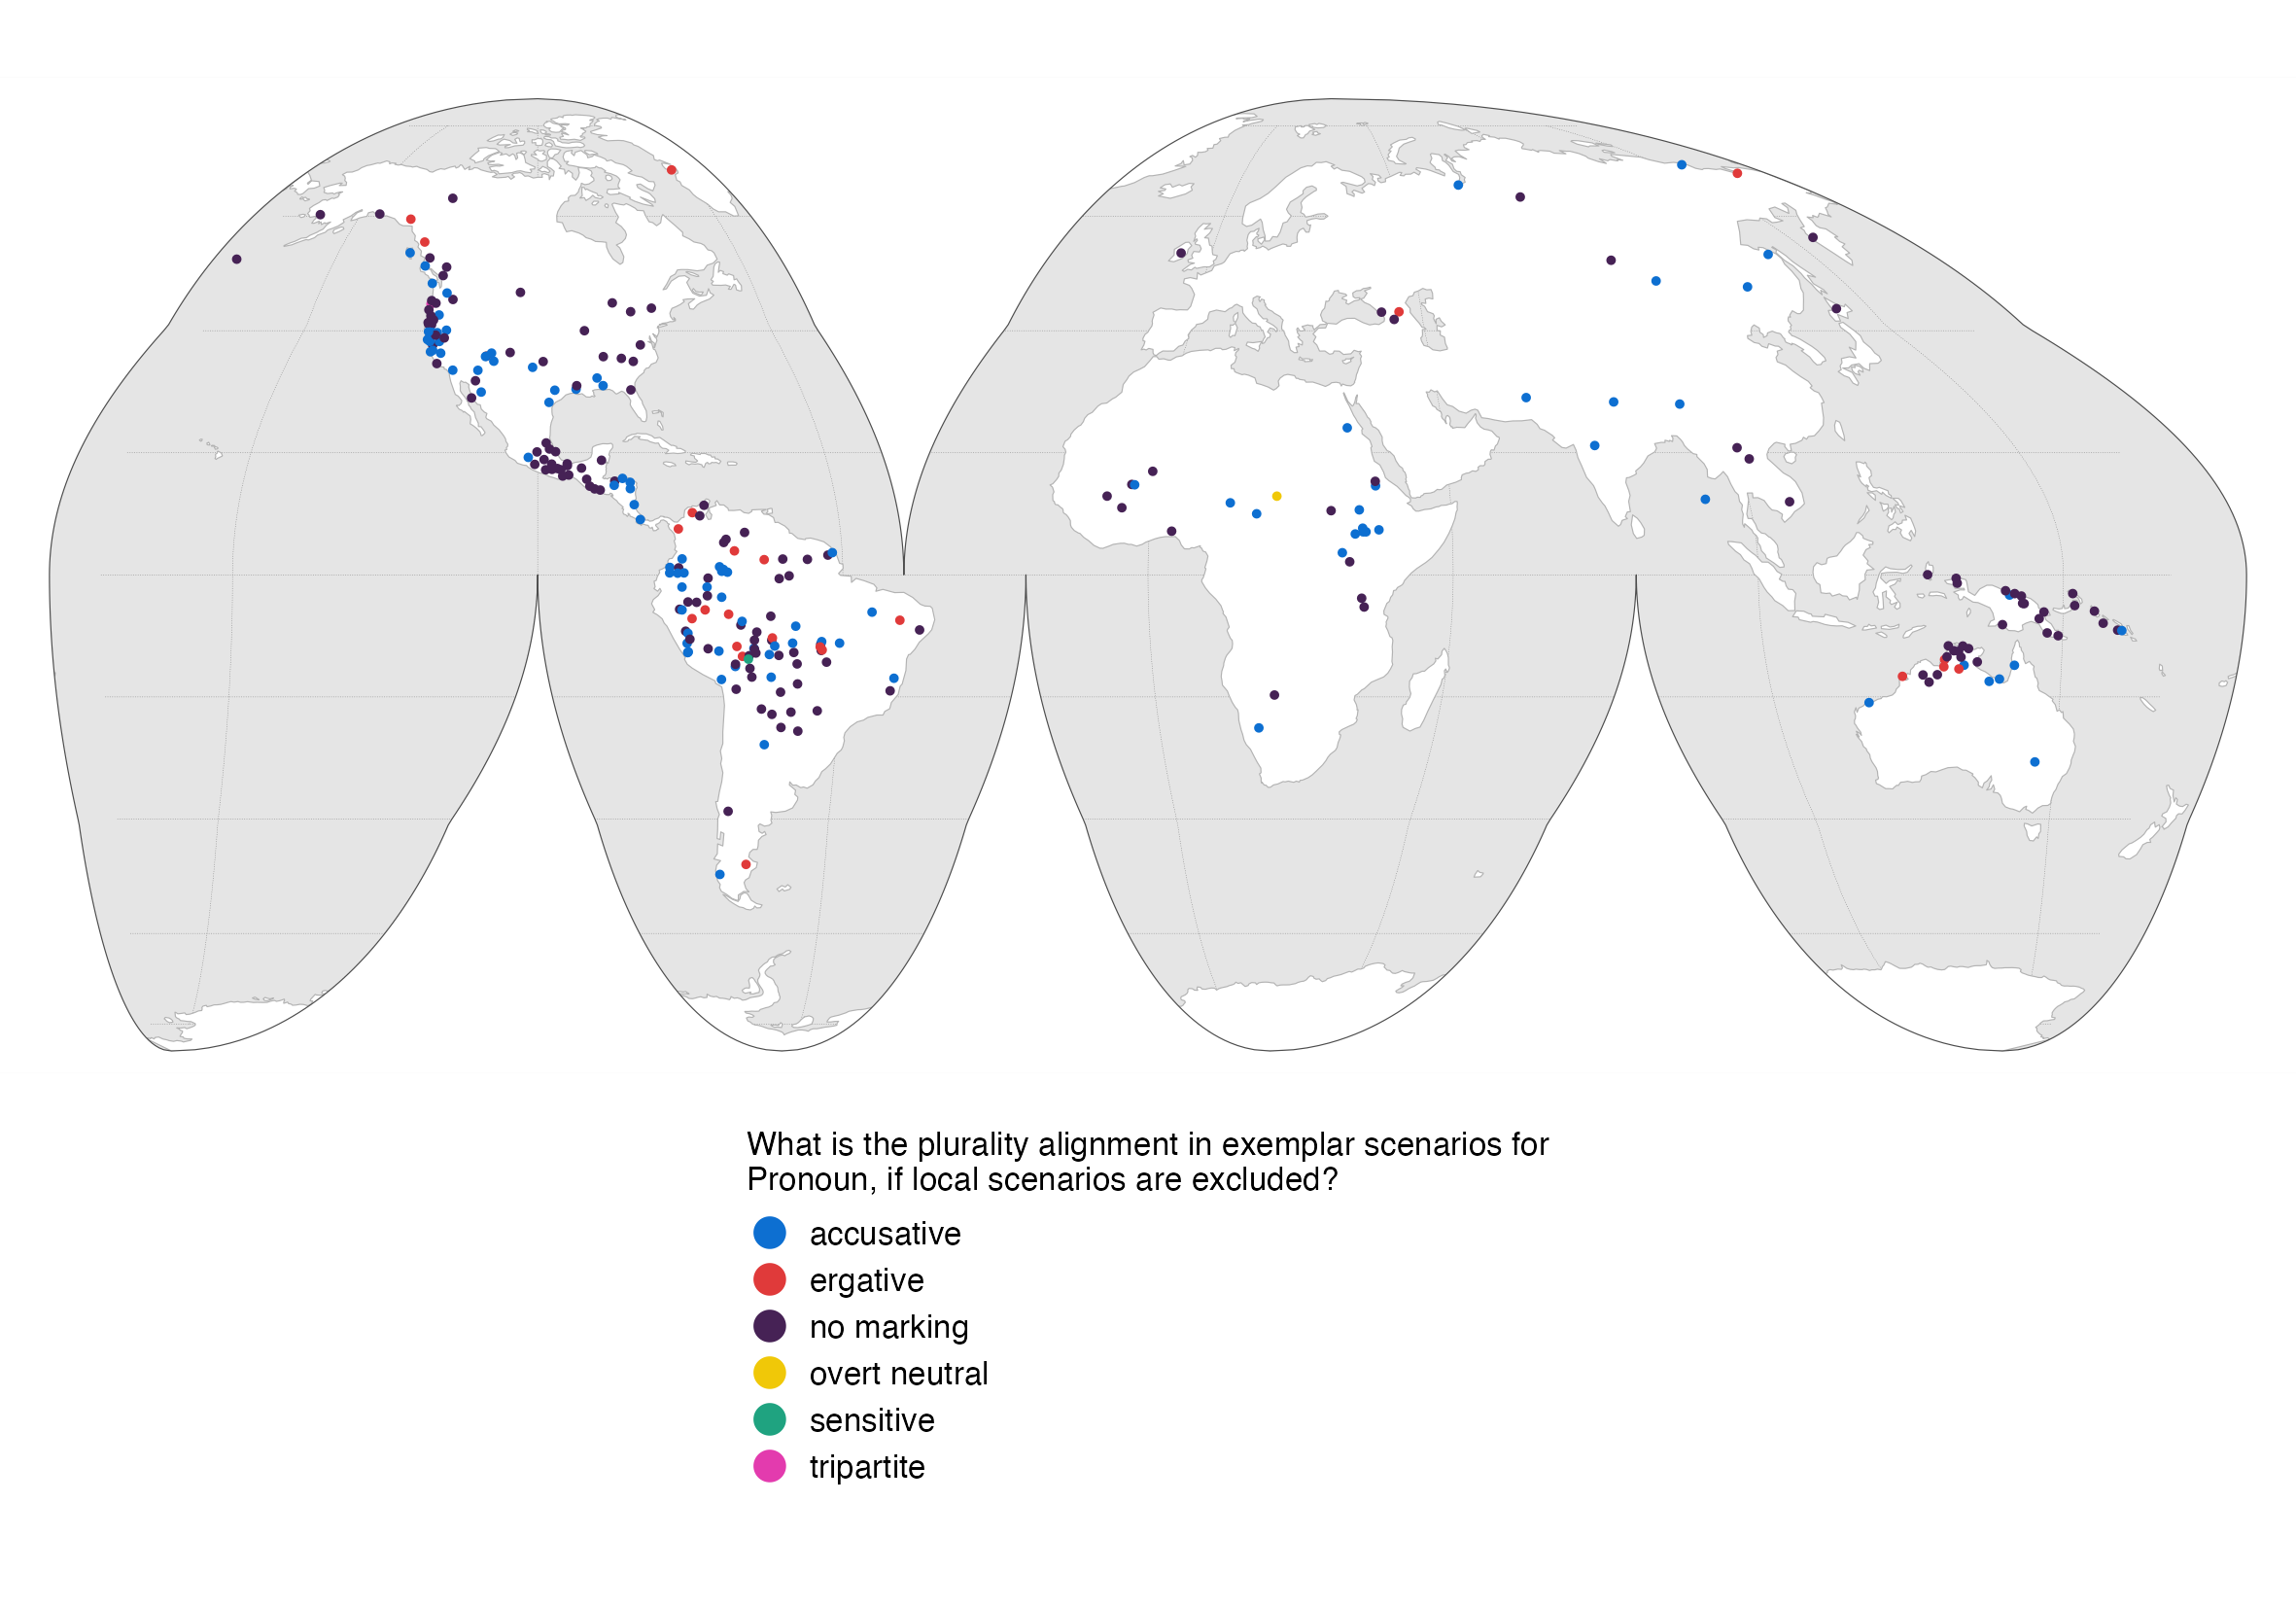 What is the plurality alignment in exemplar scenarios for
Pronoun, if local scenarios are excluded?
accusative
ergative
no marking
overt neutral
sensitive
tripartite